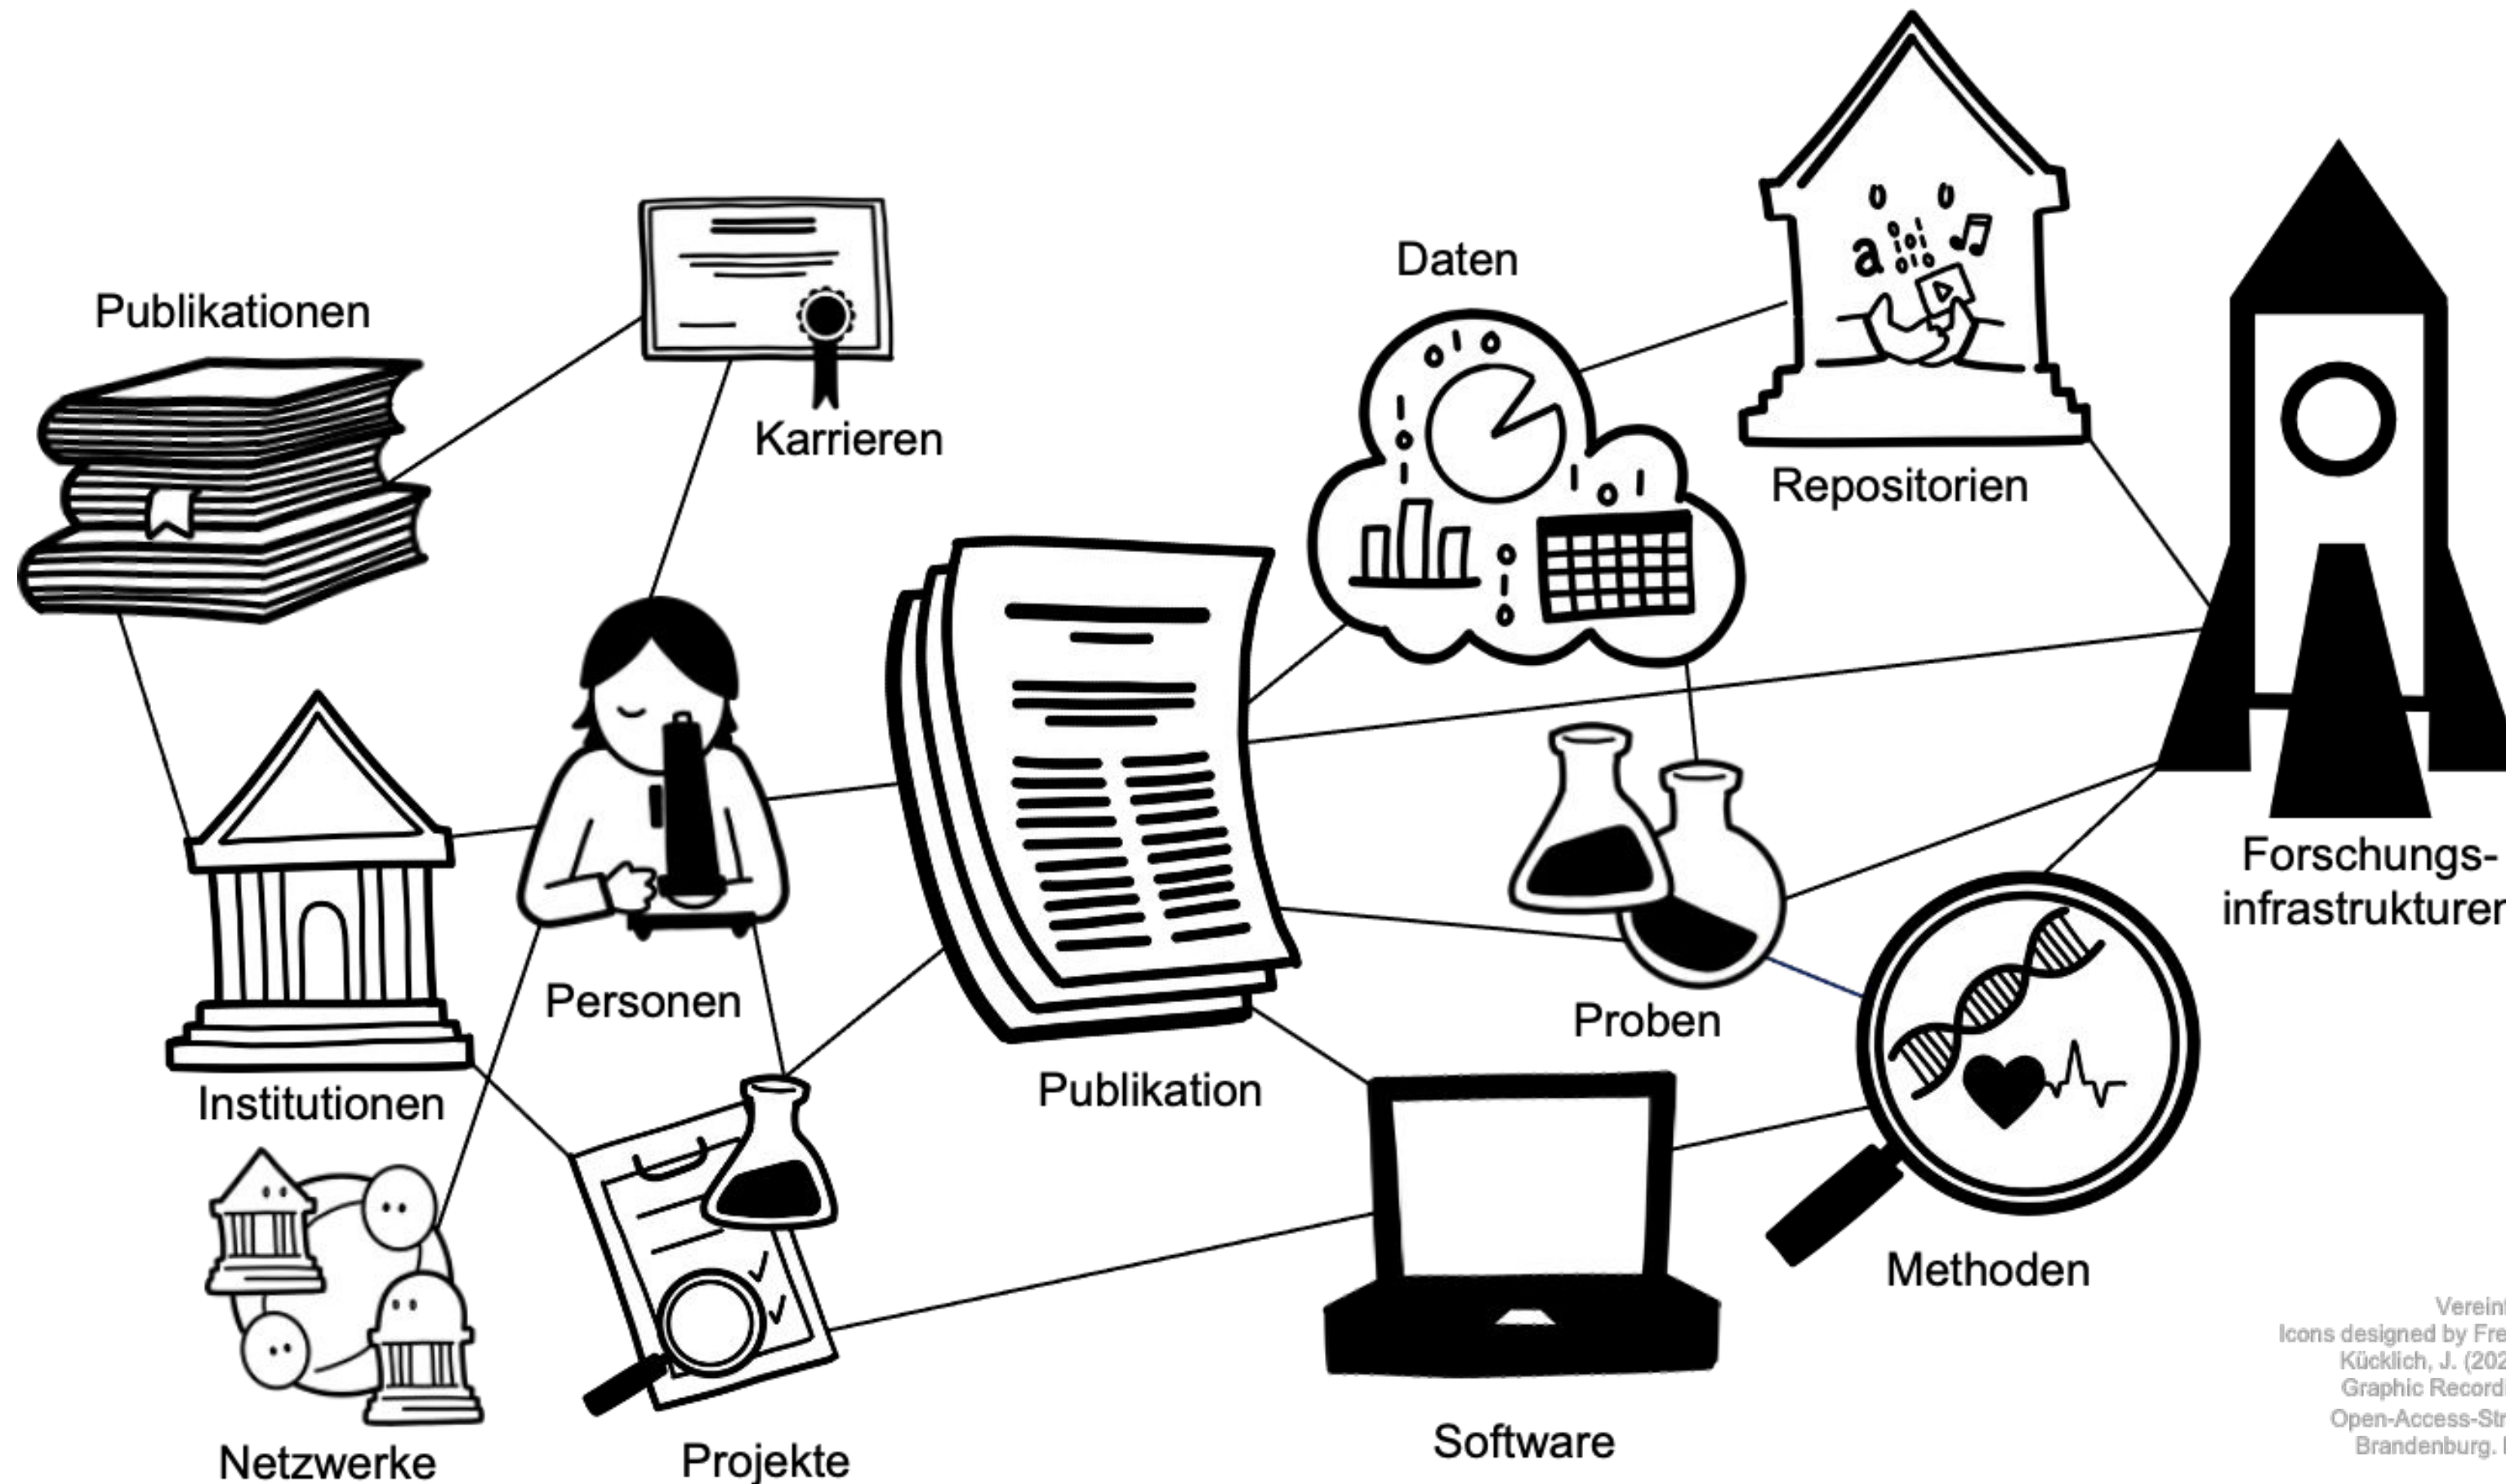 Publikationen
Karrieren
Daten
Repositorien
Forschungs-
infrastrukturen
Personen
Institutionen
Publikation
Proben
Methoden
Netzwerke
Projekte
Software
Icons designed by
Kücklich, J.
Graphic
Open-Access-
Brandenburg.